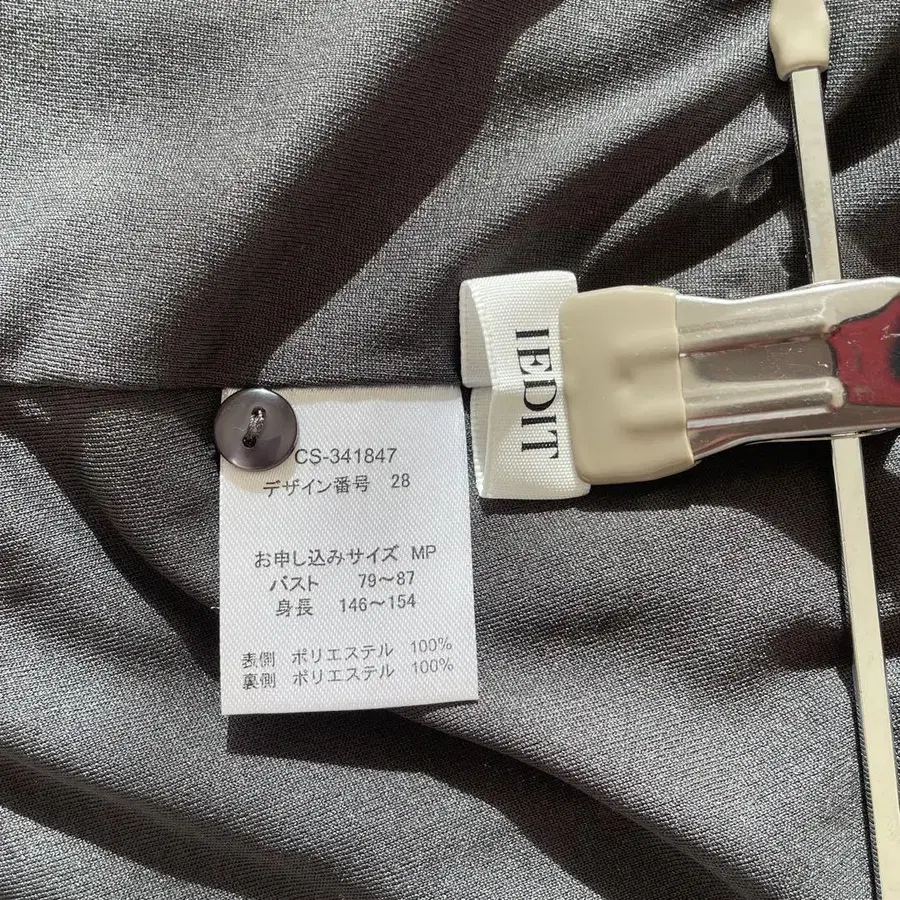 IEDIT
CS-341847
デザイン番号 28
お申し込みサイズ MP
バスト 79～87
身長 146～154
表側 ポリエステル 100%
裏側 ポリエステル 100%